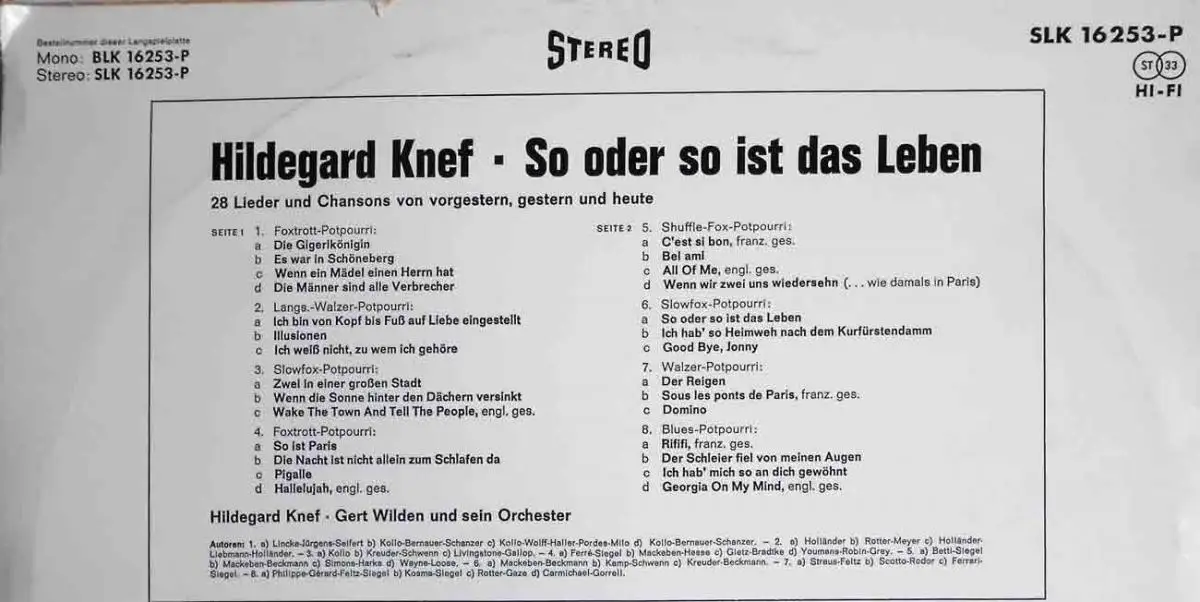 Bestellnummer dieser Langspielplatte
Mono: BLK 16253-P
Stereo: SLK 16253-P
STEREO
SLK 16253-P
ST 33
HI-FI
Hildegard Knef · So oder so ist das Leben
28 Lieder und Chansons von vorgestern, gestern und heute
SEITE 1 1. Foxtrott-Potpourri:
a Die Gigerlkönigin
b Es war in Schöneberg
c Wenn ein Mädel einen Herrn hat
d Die Männer sind alle Verbrecher
2. Langs.-Walzer-Potpourri:
a Ich bin von Kopf bis Fuß auf Liebe eingestellt
b Illusionen
c Ich weiß nicht, zu wem ich gehöre
3. Slowfox-Potpourri:
a Zwei in einer großen Stadt
b Wenn die Sonne hinter den Dächern versinkt
c Wake The Town And Tell The People, engl. ges.
4. Foxtrott-Potpourri:
a So ist Paris
b Die Nacht ist nicht allein zum Schlafen da
c Pigalle
d Hallelujah, engl. ges.
SEITE 2 5. Shuffle-Fox-Potpourri:
a C'est si bon, franz. ges.
b Bel ami
c All Of Me, engl. ges.
d Wenn wir zwei uns wiedersehn (... wie damals in Paris)
6. Slowfox-Potpourri:
a So oder so ist das Leben
b Ich hab' so Heimweh nach dem Kurfürstendamm
c Good Bye, Jonny
7. Walzer-Potpourri:
a Der Reigen
b Sous les ponts de Paris, franz. ges.
c Domino
8. Blues-Potpourri:
a Rififi, franz. ges.
b Der Schleier fiel von meinen Augen
c Ich hab' mich so an dich gewöhnt
d Georgia On My Mind, engl. ges.
Hildegard Knef · Gert Wilden und sein Orchester
Autoren: 1. a) Lincke-Jürgens-Seifert b) Kollo-Bernauer-Schanzer c) Kollo-Wolff-Haller-Pordes-Milo d) Kollo-Bernauer-Schanzer. – 2. a) Holländer b) Rotter-Meyer c) Holländer-
Liebmann-Holländer. – 3. a) Kollo b) Kreuder-Schwenn c) Livingstone-Gallop. – 4. a) Ferré-Siegel b) Mackeben-Hesse c) Gietz-Bradtke d) Youmans-Robin-Grey. – 5. a) Betti-Siegel
b) Mackeben-Beckmann c) Simons-Marks d) Wayne-Loose. – 6. a) Mackeben-Beckmann b) Kamp-Schwenn c) Kreuder-Beckmann. – 7. a) Straus-Feltz b) Scotto-Rodor c) Ferrari-
Siegel. – 8. a) Philippe-Gérard-Feltz-Siegel b) Kosma-Siegel c) Rotter-Gaze d) Carmichael-Gorrell.